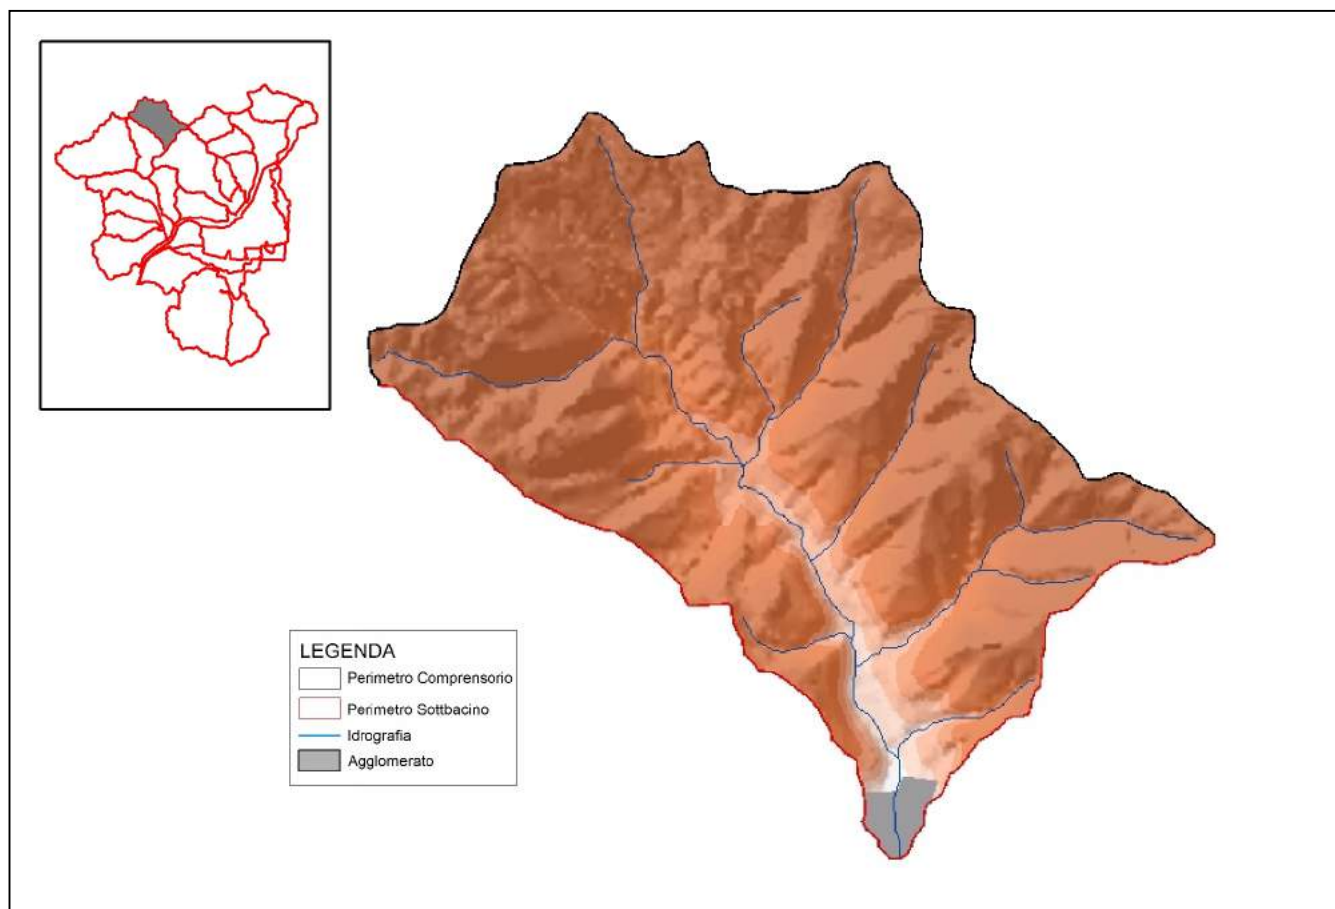 LEGENDA
Perimetro Comprensorio
Perimetro Sottbacino
Idrografia
Agglomerato